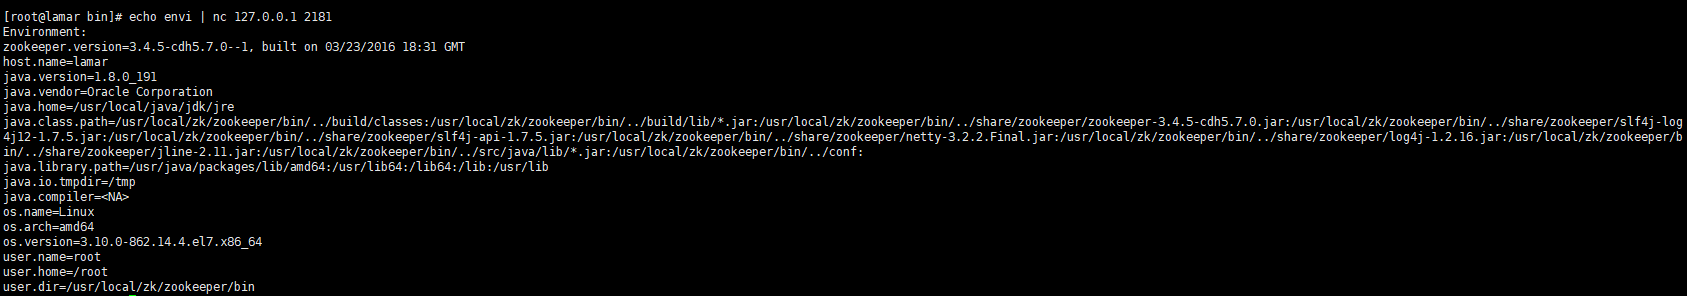 [root@lamar bin]# echo envi | nc 127.0.0.1 2181
Environment:
zookeeper.version=3.4.5-cdh5.7.0--1, built on 03/23/2016 18:31 GMT
host.name=lamar
java.version=1.8.0_191
java.vendor=Oracle Corporation
java.home=/usr/local/java/jdk/jre
java.class.path=/usr/local/zk/zookeeper/bin/../build/classes:/usr/local/zk/zookeeper/bin/../build/lib/*.jar:/usr/local/zk/zookeeper/bin/../share/zookeeper/zookeeper-3.4.5-cdh5.7.0.jar:/usr/local/zk/zookeeper/bin/../share/zookeeper/slf4j-log
4j12-1.7.5.jar:/usr/local/zk/zookeeper/bin/../share/zookeeper/slf4j-api-1.7.5.jar:/usr/local/zk/zookeeper/bin/../share/zookeeper/netty-3.2.2.Final.jar:/usr/local/zk/zookeeper/bin/../share/zookeeper/log4j-1.2.16.jar:/usr/local/zk/zookeeper/b
in/../share/zookeeper/jline-2.11.jar:/usr/local/zk/zookeeper/bin/../src/java/lib/*.jar:/usr/local/zk/zookeeper/bin/../conf:
java.library.path=/usr/java/packages/lib/amd64:/usr/lib64:/lib64:/lib:/usr/lib
java.io.tmpdir=/tmp
java.compiler=<NA>
os.name=Linux
os.arch=amd64
os.version=3.10.0-862.14.4.el7.x86_64
user.name=root
user.home=/root
user.dir=/usr/local/zk/zookeeper/bin